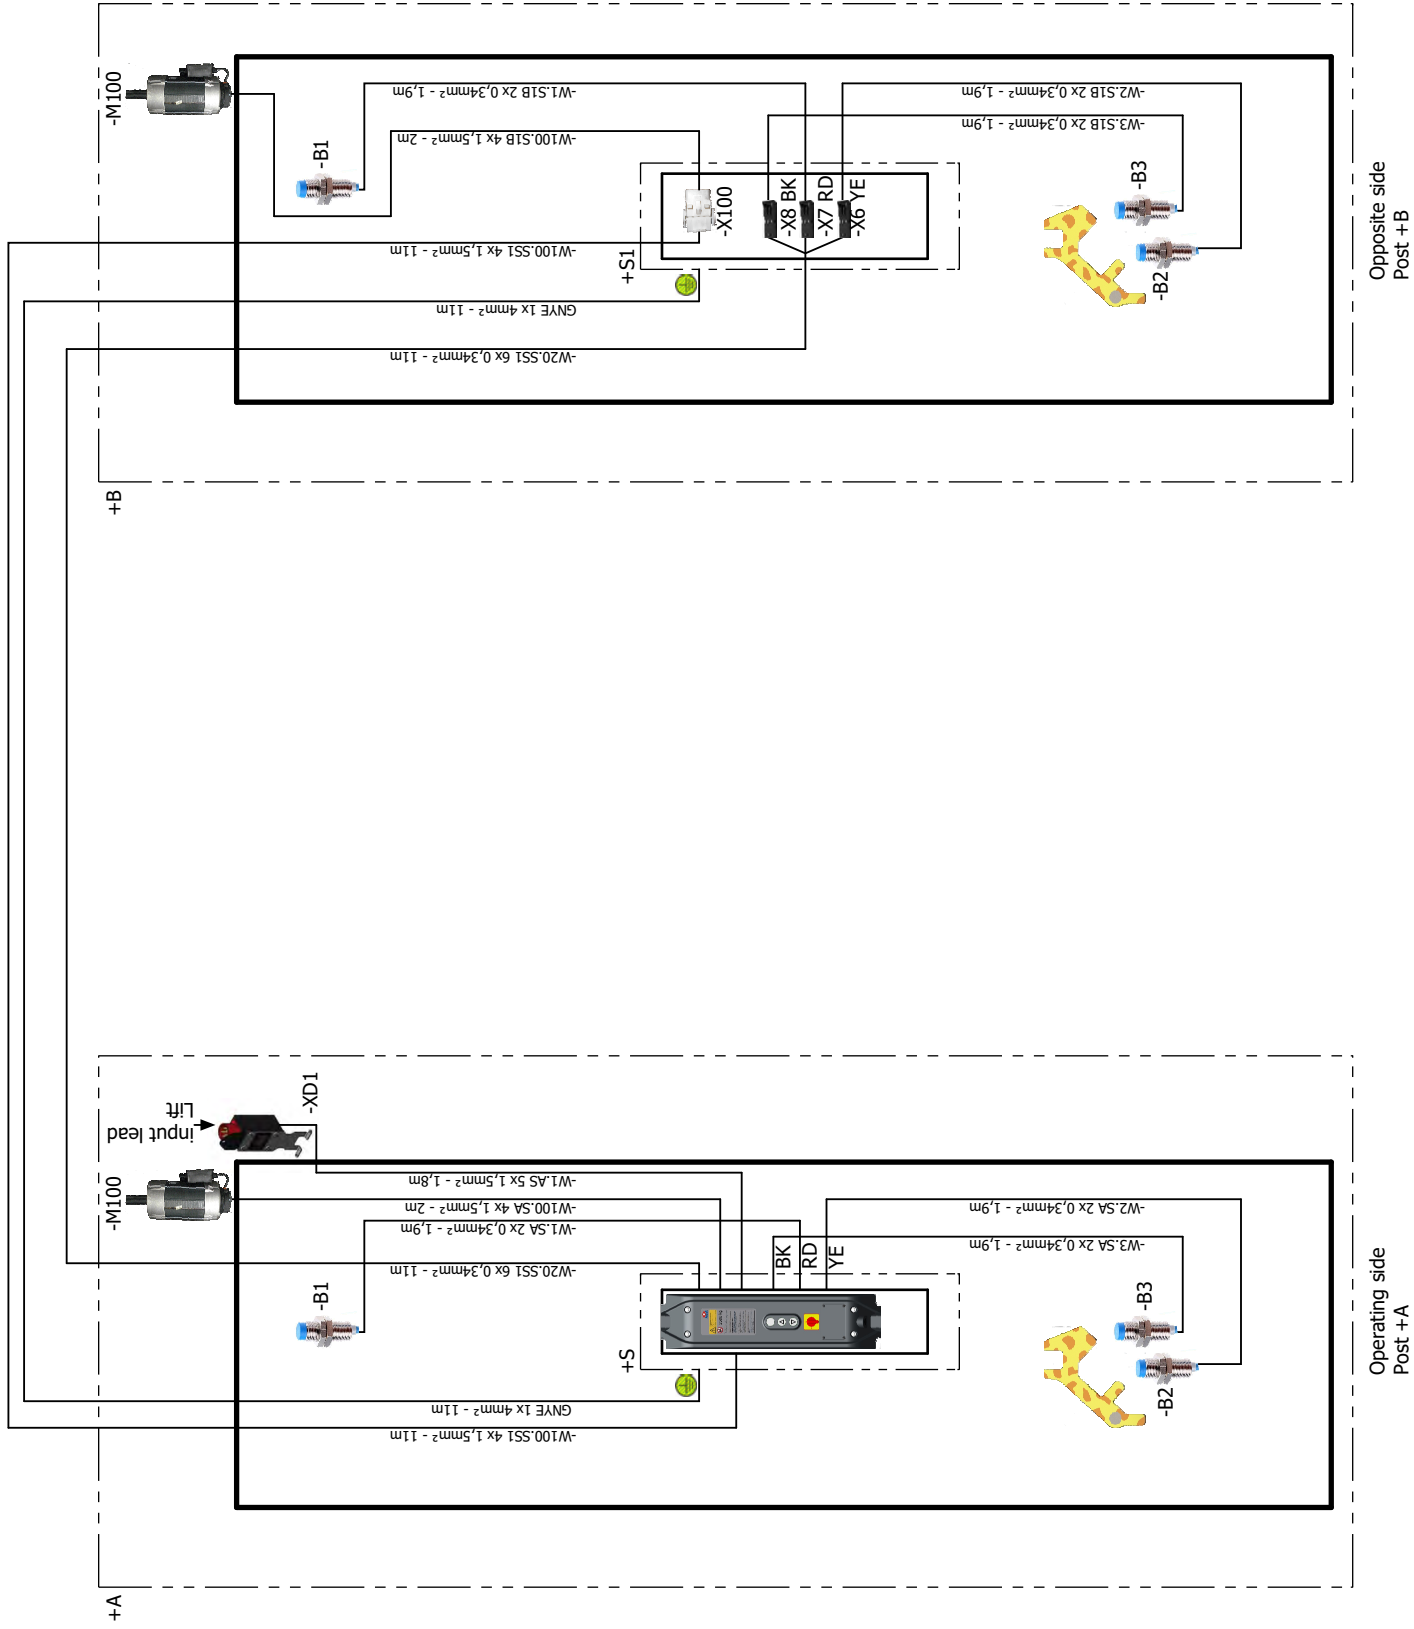 -M100
-B1
-W1.S1B 2x 0,34mm² - 1,9m
-W100.S1B 4x 1,5mm² - 2m
-W2.S1B 2x 0,34mm² - 1,9m
-W3.S1B 2x 0,34mm² - 1,9m
-X100
-X8 BK
-X7 RD
-X6 YE
-B3
-B2
+S1
-W100.SS1 4x 1,5mm² - 11m
GNYE 1x 4mm² - 11m
-W20.SS1 6x 0,34mm² - 11m
Opposite side
Post +B
+B
input lead
Lift
-XD1
-M100
-W1.AS 5x 1,5mm² - 1,8m
-W100.SA 4x 1,5mm² - 2m
-W1.SA 2x 0,34mm² - 1,9m
-W20.SS1 6x 0,34mm² - 11m
-W2.SA 2x 0,34mm² - 1,9m
-W3.SA 2x 0,34mm² - 1,9m
BK
RD
YE
-B1
-B3
-B2
+S
GNYE 1x 4mm² - 11m
-W100.SS1 4x 1,5mm² - 11m
Operating side
Post +A
+A